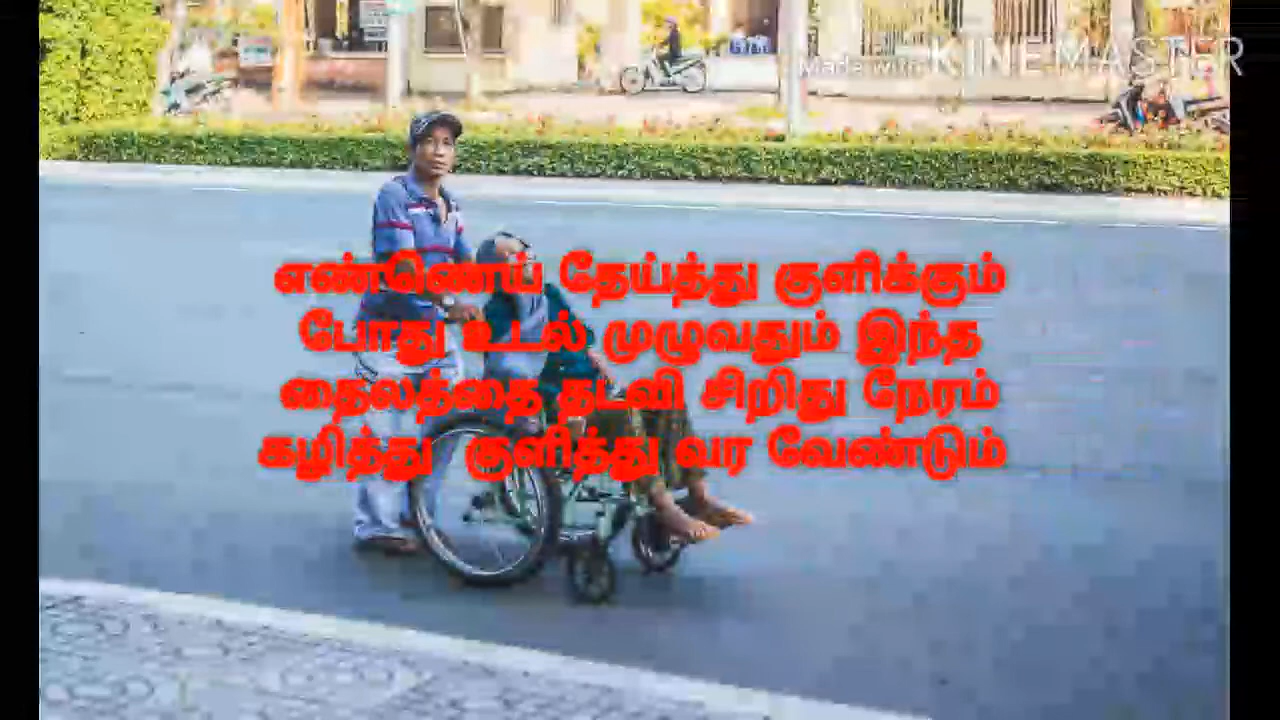 Made with KINEMASTER
எண்ணெய் தேய்த்து குளிக்கும்
போது உடல் முழுவதும் இந்த
தைலத்தை தடவி சிறிது நேரம்
கழித்து குளித்து வர வேண்டும்